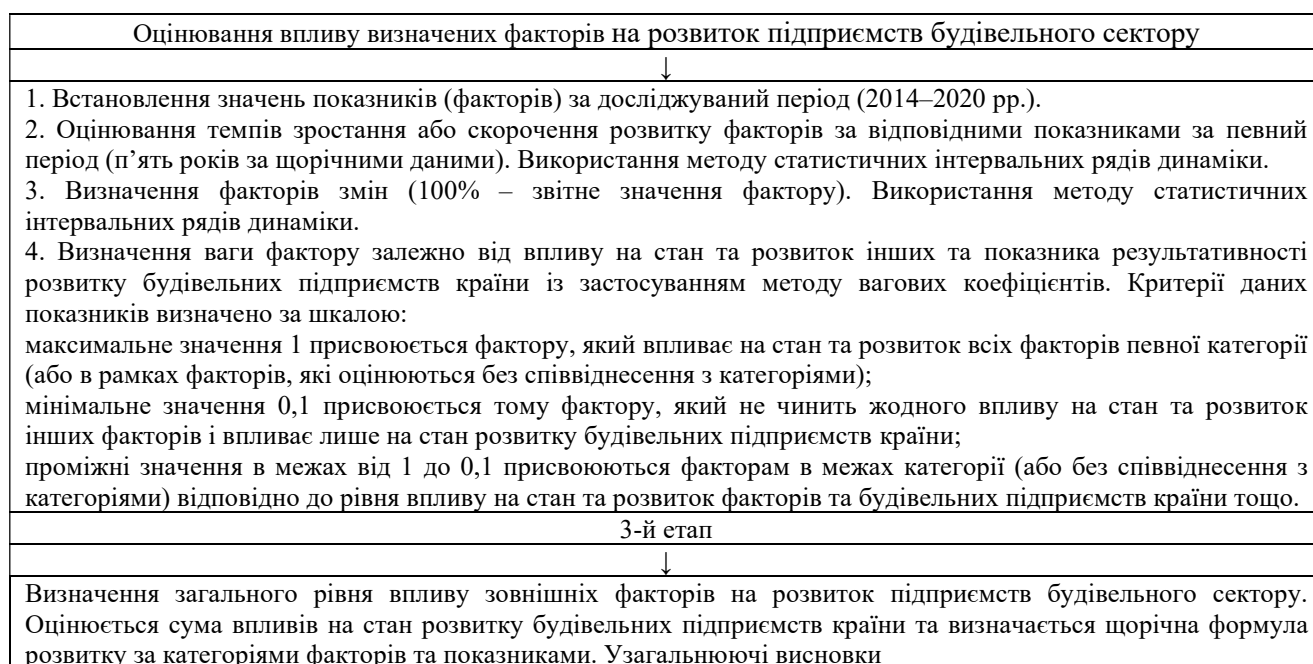 Оцінювання впливу визначених факторів на розвиток підприємств будівельного сектору
↓
1. Встановлення значень показників (факторів) за досліджуваний період (2014–2020 рр.).
2. Оцінювання темпів зростання або скорочення розвитку факторів за відповідними показниками за певний
період (п’ять років за щорічними даними). Використання методу статистичних інтервальних рядів динаміки.
3. Визначення факторів змін (100% – звітне значення фактору). Використання методу статистичних
інтервальних рядів динаміки.
4. Визначення ваги фактору залежно від впливу на стан та розвиток інших та показника результативності
розвитку будівельних підприємств країни із застосуванням методу вагових коефіцієнтів. Критерії даних
показників визначено за шкалою:
максимальне значення 1 присвоюється фактору, який впливає на стан та розвиток всіх факторів певної категорії
(або в рамках факторів, які оцінюються без співвіднесення з категоріями);
мінімальне значення 0,1 присвоюється тому фактору, який не чинить жодного впливу на стан та розвиток
інших факторів і впливає лише на стан розвитку будівельних підприємств країни;
проміжні значення в межах від 1 до 0,1 присвоюються факторам в межах категорії (або без співвіднесення з
категоріями) відповідно до рівня впливу на стан та розвиток факторів та будівельних підприємств країни тощо.
3-й етап
↓
Визначення загального рівня впливу зовнішніх факторів на розвиток підприємств будівельного сектору.
Оцінюється сума впливів на стан розвитку будівельних підприємств країни та визначається щорічна формула
розвитку за категоріями факторів та показниками. Узагальнюючі висновки